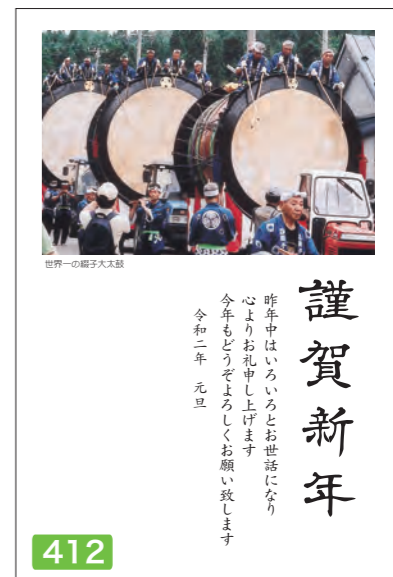 世界一の綴子大太鼓
謹賀新年
昨年中はいろいろとお世話になり
心よりお礼申し上げます
今年もどうぞよろしくお願い致します
令和二年　元旦
412